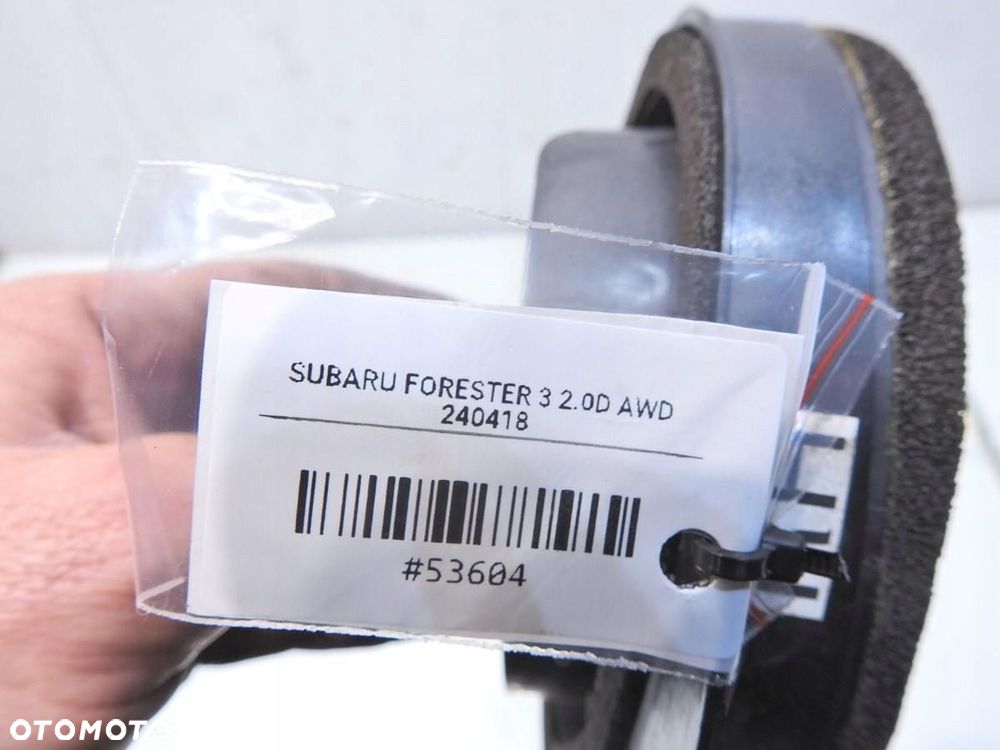 SUBARU FORESTER 3 2.0D AWD
240418
#53604
OTOMOTO